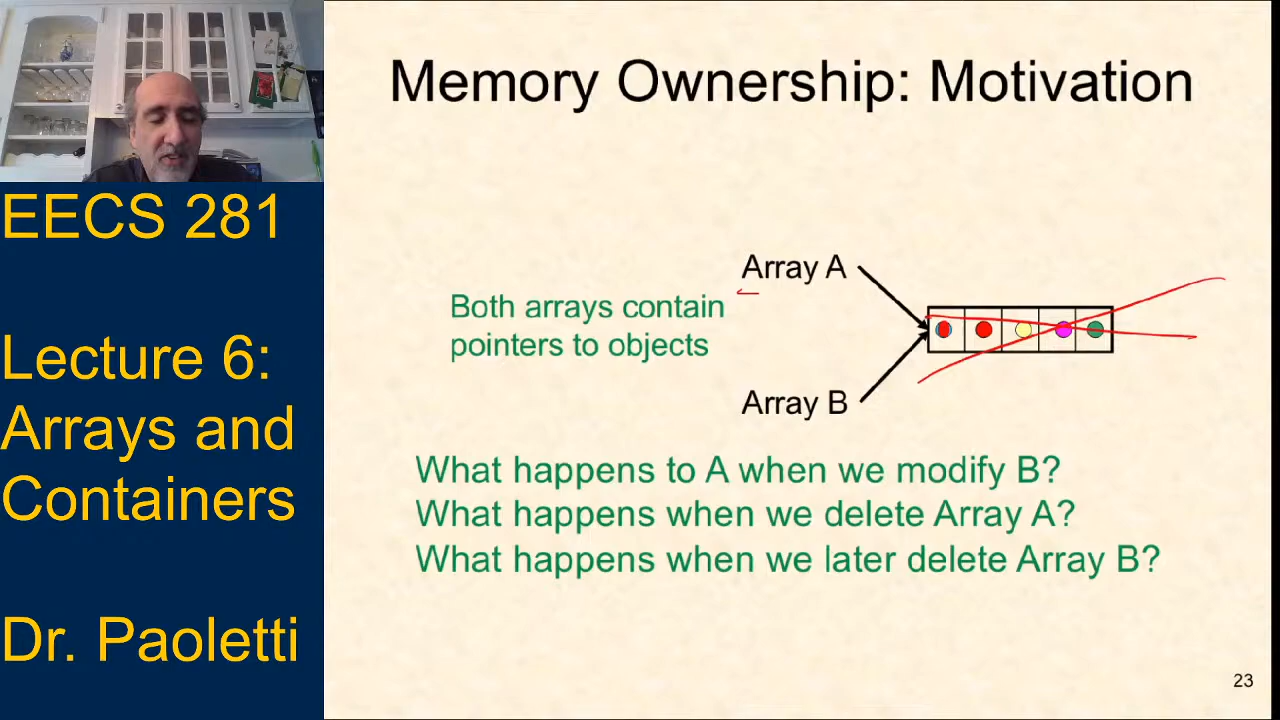 EECS 281
Lecture 6:
Arrays and
Containers
Dr. Paoletti
Memory Ownership: Motivation
Array A
Both arrays contain
pointers to objects
Array B
What happens to A when we modify B?
What happens when we delete Array A?
What happens when we later delete Array B?
23